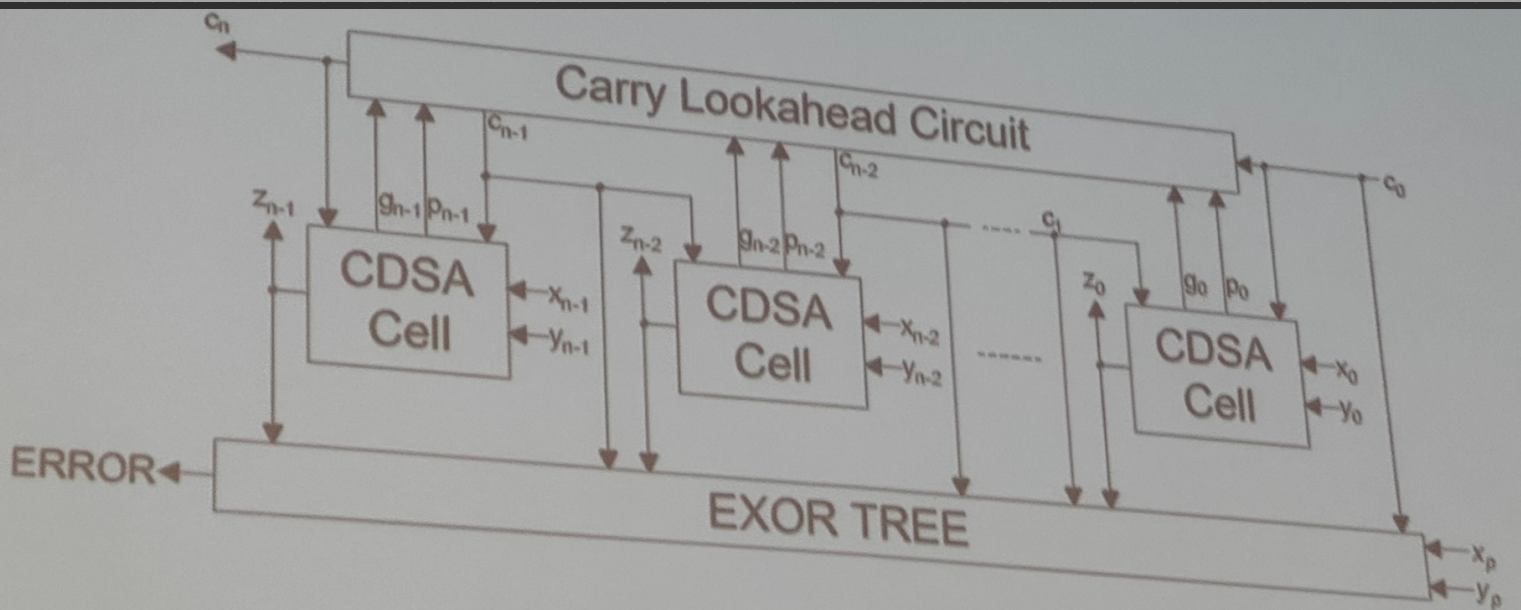 cn
Carry Lookahead Circuit
cn-1
cn-2
c0
zn-1
gn-1
pn-1
zn-2
gn-2
pn-2
c1
z0
g0
p0
CDSA
Cell
xn-1
yn-1
CDSA
Cell
xn-2
yn-2
CDSA
Cell
x0
y0
ERROR
EXOR TREE
xp
yp